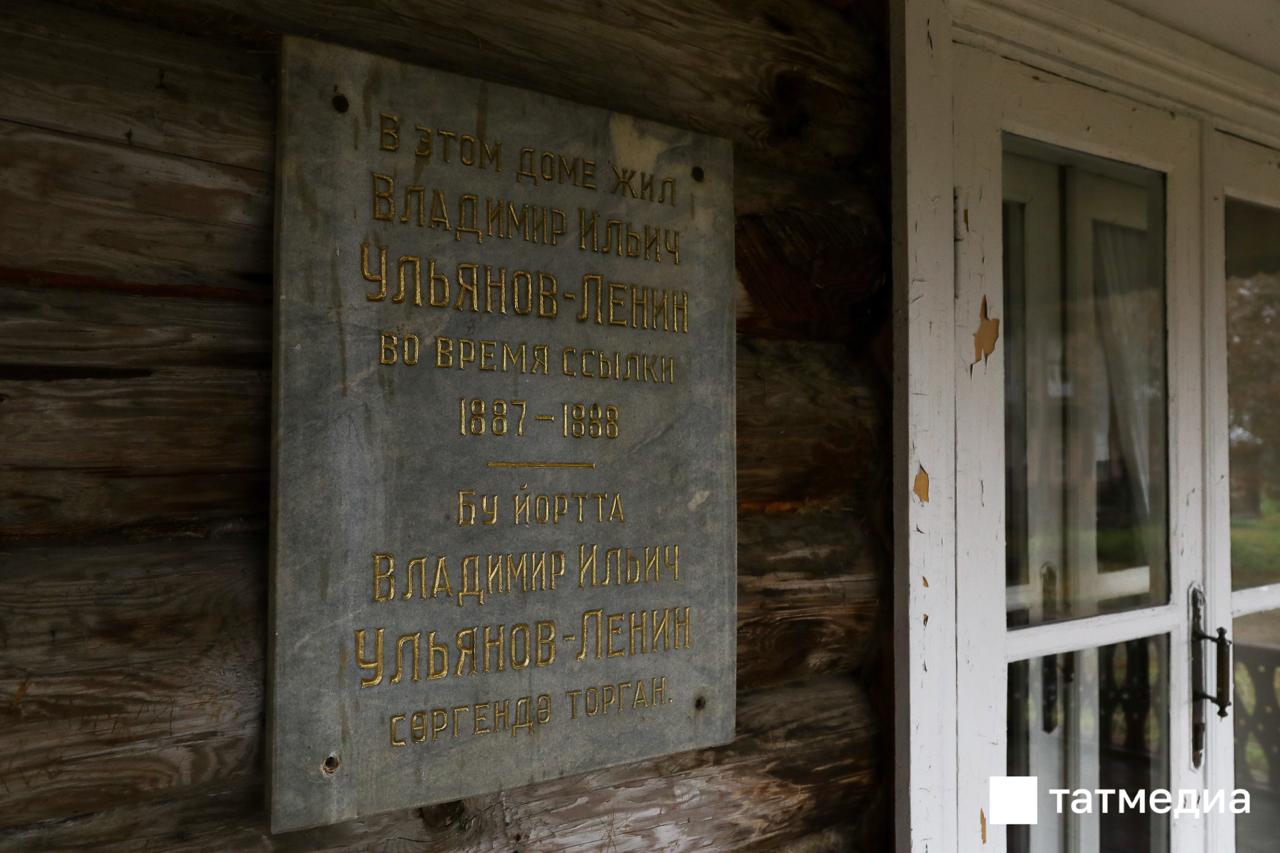 В ЭТОМ ДОМЕ ЖИЛ
ВЛАДИМИР ИЛЬИЧ
УЛЬЯНОВ-ЛЕНИН
ВО ВРЕМЯ ССЫЛКИ
1887–1888
БУ ЙОРТТА
ВЛАДИМИР ИЛЬИЧ
УЛЬЯНОВ-ЛЕНИН
СӨРГЕНДӘ ТОРГАН.
татмедиа